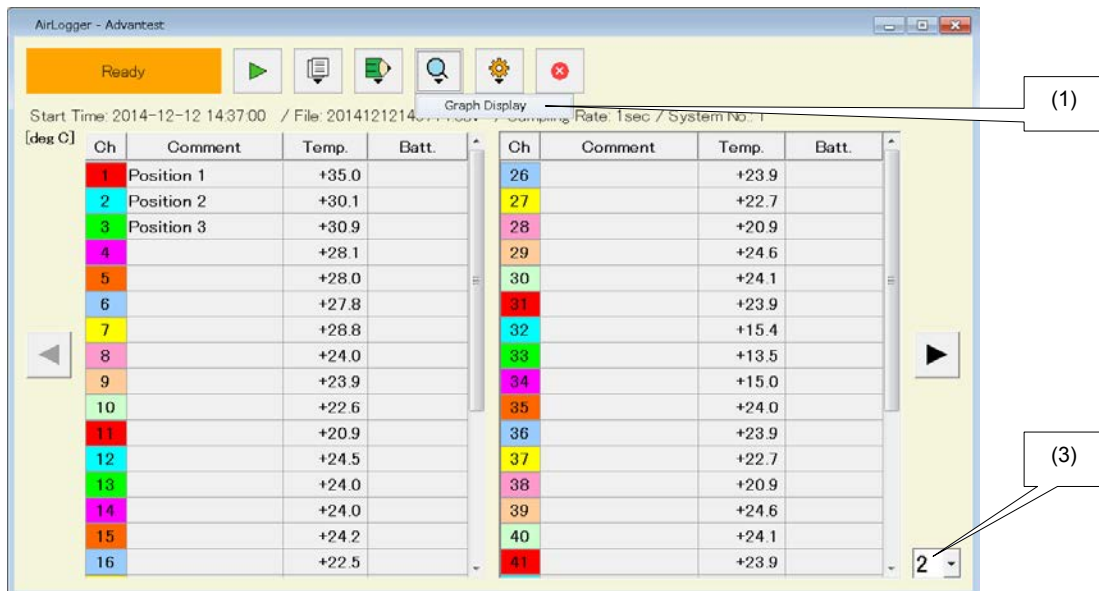 AirLogger - Advantest
Ready
Graph Display
(1)
Start Time: 2014-12-12 14:37:00 / File: 201412121437 / Sampling Rate: 1sec / System No.: 1
[deg C]
Ch Comment Temp. Batt. Ch Comment Temp. Batt.
1 Position 1 +35.0 26 +23.9
2 Position 2 +30.1 27 +22.7
3 Position 3 +30.9 28 +20.9
4 +28.1 29 +24.6
5 +28.0 30 +24.1
6 +27.8 31 +23.9
7 +28.8 32 +15.4
8 +24.0 33 +13.5
9 +23.9 34 +15.0
10 +22.6 35 +24.0
11 +20.9 36 +23.9
12 +24.5 37 +22.7
13 +24.0 38 +20.9
14 +24.0 39 +24.6
15 +24.2 40 +24.1
16 +22.5 41 +23.9
(3)
2